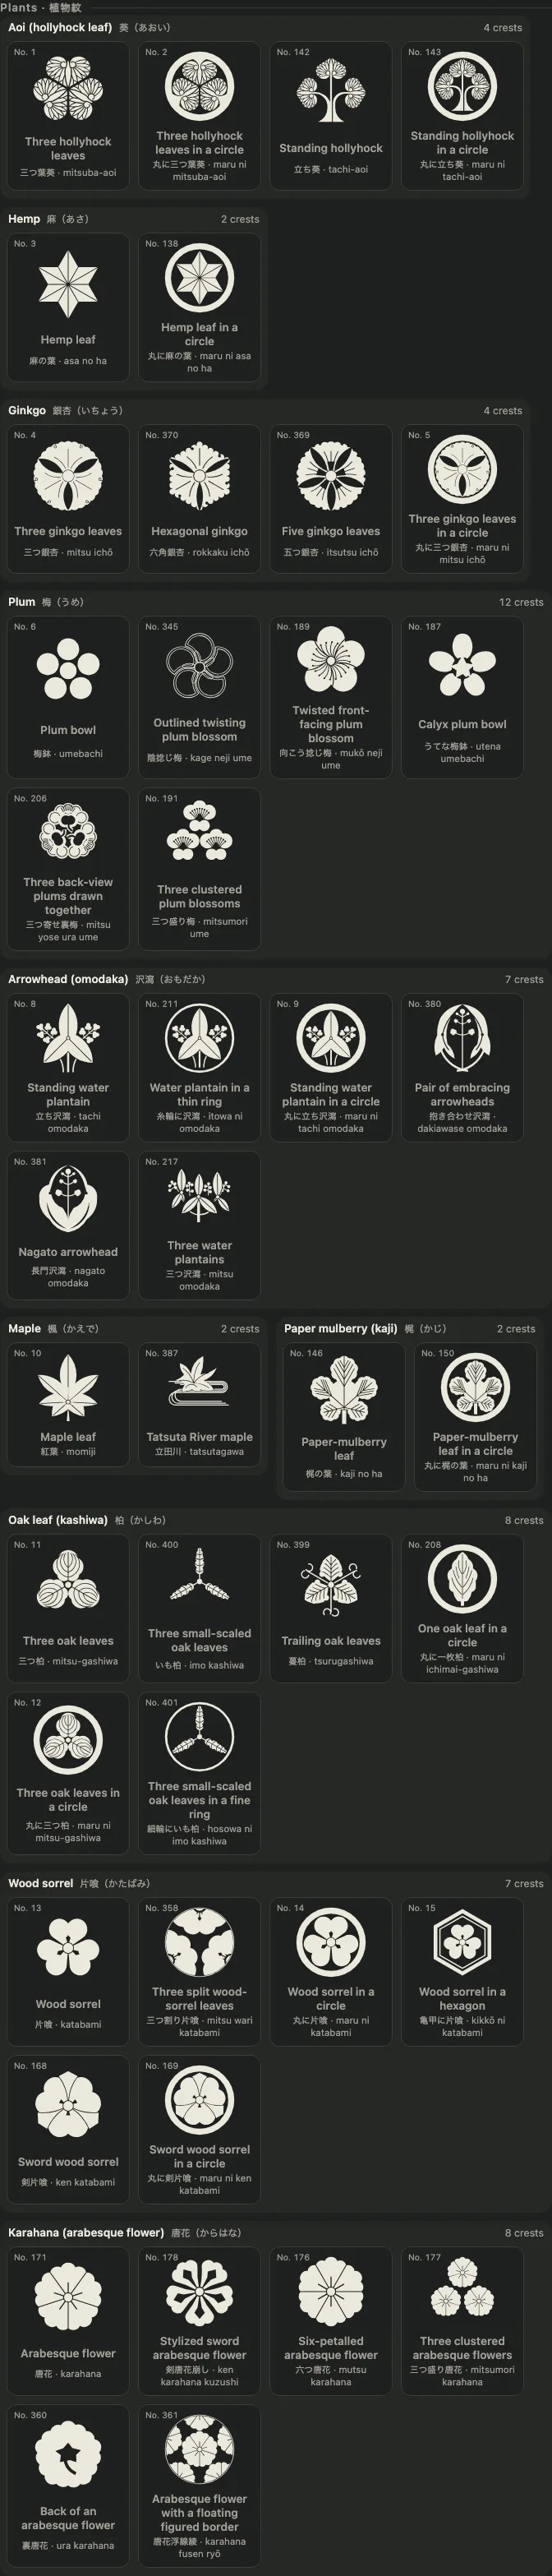 Plants · 植物紋
Aoi (hollyhock leaf) 葵（あおい） 4 crests
No. 1
Three hollyhock
leaves
三つ葉葵 · mitsuba-aoi
No. 2
Three hollyhock
leaves in a circle
丸に三つ葉葵 · maru ni
mitsuba-aoi
No. 142
Standing hollyhock
立ち葵 · tachi-aoi
No. 143
Standing hollyhock
in a circle
丸に立ち葵 · maru ni
tachi-aoi
Hemp 麻（あさ） 2 crests
No. 3
Hemp leaf
麻の葉 · asa no ha
No. 138
Hemp leaf in a
circle
丸に麻の葉 · maru ni asa
no ha
Ginkgo 銀杏（いちょう） 4 crests
No. 4
Three ginkgo leaves
三つ銀杏 · mitsu ichō
No. 370
Hexagonal ginkgo
六角銀杏 · rokkaku ichō
No. 369
Five ginkgo leaves
五つ銀杏 · itsutsu ichō
No. 5
Three ginkgo leaves
in a circle
丸に三つ銀杏 · maru ni
mitsu ichō
Plum 梅（うめ） 12 crests
No. 6
Plum bowl
梅鉢 · umebachi
No. 345
Outlined twisting
plum blossom
陰捻じ梅 · kage neji ume
No. 189
Twisted front-
facing plum
blossom
向こう捻じ梅 · mukō neji
ume
No. 187
Calyx plum bowl
うてな梅鉢 · utena
umebachi
No. 206
Three back-view
plums drawn
together
三つ寄せ裏梅 · mitsu
yose ura ume
No. 191
Three clustered
plum blossoms
三つ盛り梅 · mitsumori
ume
Arrowhead (omodaka) 沢瀉（おもだか） 7 crests
No. 8
Standing water
plantain
立ち沢瀉 · tachi
omodaka
No. 211
Water plantain in a
thin ring
糸輪に沢瀉 · itowa ni
omodaka
No. 9
Standing water
plantain in a circle
丸に立ち沢瀉 · maru ni
tachi omodaka
No. 380
Pair of embracing
arrowheads
抱き合わせ沢瀉 ·
dakiawase omodaka
No. 381
Nagato arrowhead
長門沢瀉 · nagato
omodaka
No. 217
Three water
plantains
三つ沢瀉 · mitsu
omodaka
Maple 楓（かえで） 2 crests
No. 10
Maple leaf
紅葉 · momiji
No. 387
Tatsuta River maple
立田川 · tatsutagawa
Paper mulberry (kaji) 梶（かじ） 2 crests
No. 146
Paper-mulberry
leaf
梶の葉 · kaji no ha
No. 150
Paper-mulberry
leaf in a circle
丸に梶の葉 · maru ni kaji
no ha
Oak leaf (kashiwa) 柏（かしわ） 8 crests
No. 11
Three oak leaves
三つ柏 · mitsu-gashiwa
No. 400
Three small-scaled
oak leaves
いも柏 · imo kashiwa
No. 399
Trailing oak leaves
蔓柏 · tsurugashiwa
No. 208
One oak leaf in a
circle
丸に一枚柏 · maru ni
ichimai-gashiwa
No. 12
Three oak leaves in
a circle
丸に三つ柏 · maru ni
mitsu-gashiwa
No. 401
Three small-scaled
oak leaves in a fine
ring
細輪にいも柏 · hosowa ni
imo kashiwa
Wood sorrel 片喰（かたばみ） 7 crests
No. 13
Wood sorrel
片喰 · katabami
No. 358
Three split wood-
sorrel leaves
三つ割り片喰 · mitsu wari
katabami
No. 14
Wood sorrel in a
circle
丸に片喰 · maru ni
katabami
No. 15
Wood sorrel in a
hexagon
亀甲に片喰 · kikkō ni
katabami
No. 168
Sword wood sorrel
剣片喰 · ken katabami
No. 169
Sword wood sorrel
in a circle
丸に剣片喰 · maru ni ken
katabami
Karahana (arabesque flower) 唐花（からはな） 8 crests
No. 171
Arabesque flower
唐花 · karahana
No. 178
Stylized sword
arabesque flower
剣唐花崩し · ken
karahana kuzushi
No. 176
Six-petalled
arabesque flower
六つ唐花 · mutsu
karahana
No. 177
Three clustered
arabesque flowers
三つ盛り唐花 · mitsumori
karahana
No. 360
Back of an
arabesque flower
裏唐花 · ura karahana
No. 361
Arabesque flower
with a floating
figured border
唐花浮線綾 · karahana
fusen ryō